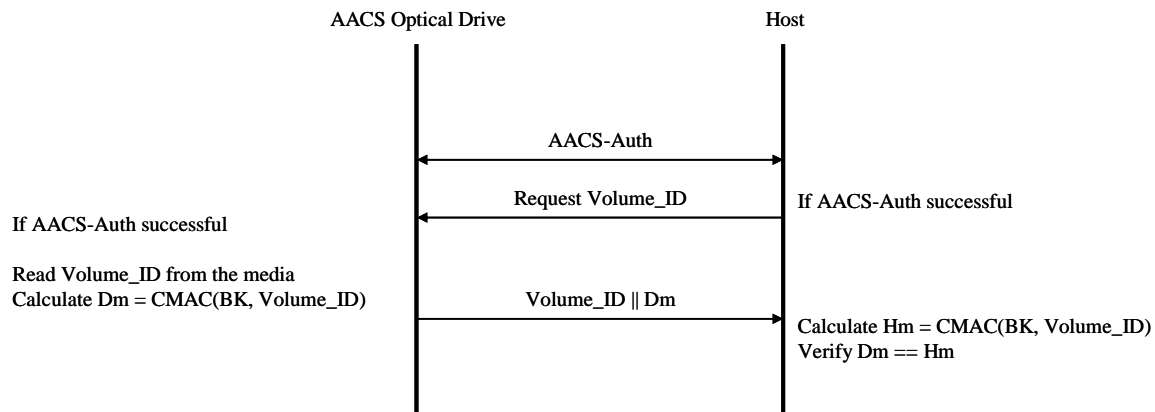 AACS Optical Drive
Host
AACS-Auth
Request Volume_ID
If AACS-Auth successful
If AACS-Auth successful
Read Volume_ID from the media
Calculate Dm = CMAC(BK, Volume_ID)
Volume_ID || Dm
Calculate Hm = CMAC(BK, Volume_ID)
Verify Dm == Hm